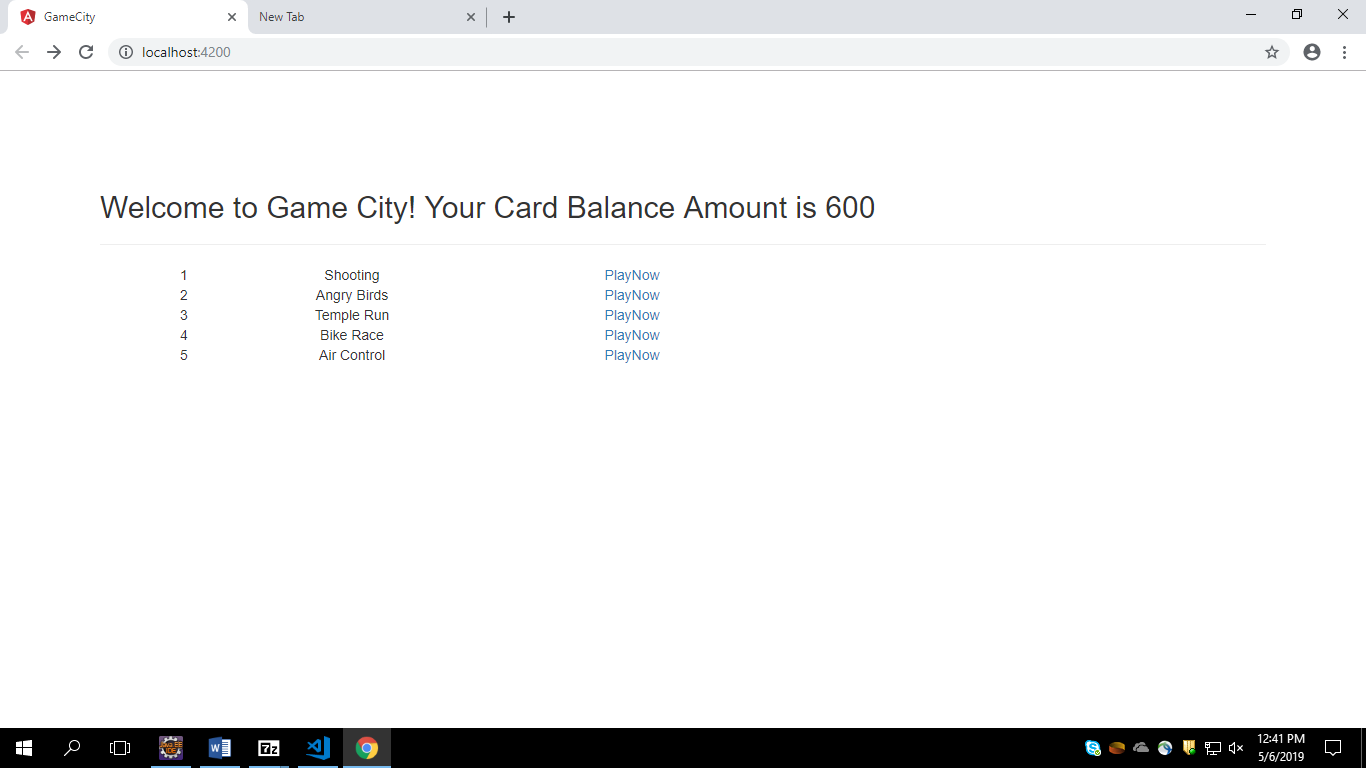 GameCity
New Tab
localhost:4200
Welcome to Game City! Your Card Balance Amount is 600
1 Shooting PlayNow
2 Angry Birds PlayNow
3 Temple Run PlayNow
4 Bike Race PlayNow
5 Air Control PlayNow
12:41 PM
5/6/2019